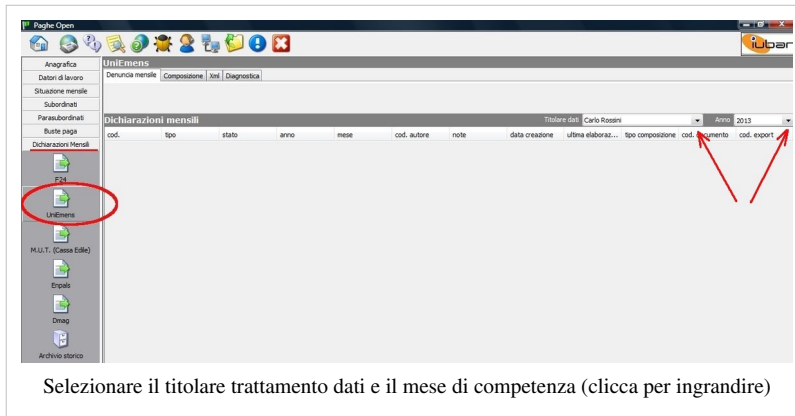 Paghe Open
iubar
Anagrafica
Datori di lavoro
Situazione mensile
Subordinati
Parasubordinati
Buste paga
Dichiarazioni Mensili
F24
UniEmens
M.U.T. (Cassa Edile)
Enpals
Dmag
Archivio storico
UniEmens
Denuncia mensile Composizione Xml Diagnostica
Dichiarazioni mensili Titolare dati Carlo Rossini Anno 2013
cod. tipo stato anno mese cod. autore note data creazione ultima elaboraz... tipo composizione cod. documento cod. export
Selezionare il titolare trattamento dati e il mese di competenza (clicca per ingrandire)